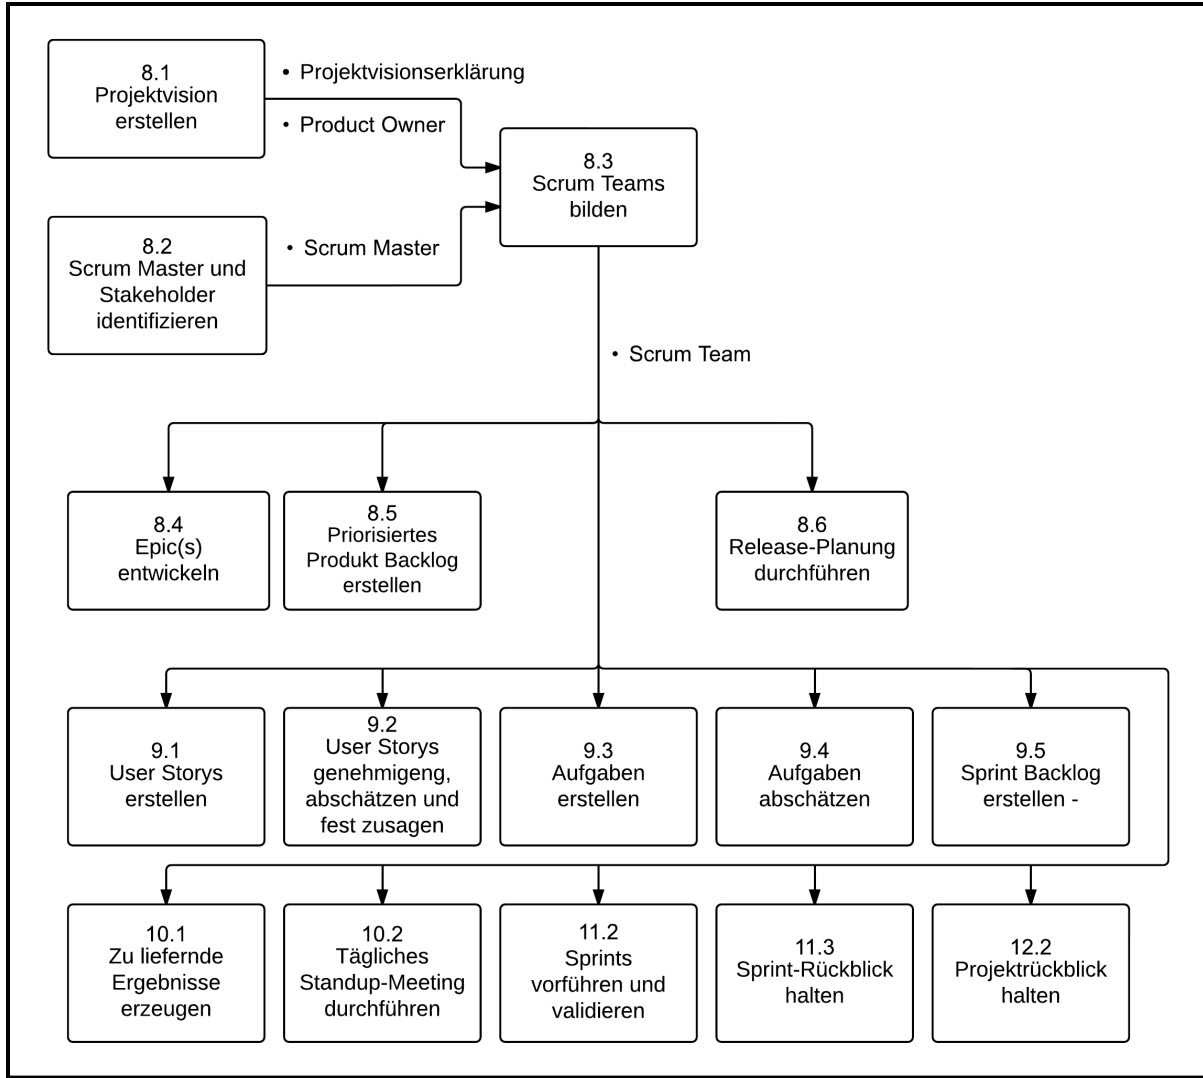 8.1
Projektvision
erstellen
• Projektvisionserklärung
• Product Owner
8.2
Scrum Master und
Stakeholder
identifizieren
• Scrum Master
8.3
Scrum Teams
bilden
• Scrum Team
8.4
Epic(s)
entwickeln
8.5
Priorisiertes
Produkt Backlog
erstellen
8.6
Release-Planung
durchführen
9.1
User Storys
erstellen
9.2
User Storys
genehmigeng,
abschätzen und
fest zusagen
9.3
Aufgaben
erstellen
9.4
Aufgaben
abschätzen
9.5
Sprint Backlog
erstellen -
10.1
Zu liefernde
Ergebnisse
erzeugen
10.2
Tägliches
Standup-Meeting
durchführen
11.2
Sprints
vorführen und
validieren
11.3
Sprint-Rückblick
halten
12.2
Projektrückblick
halten